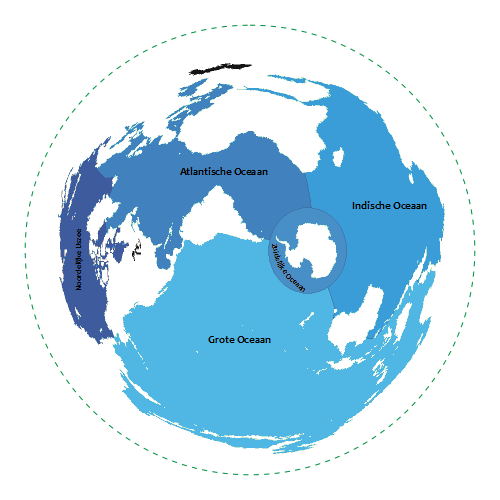 Atlantische Oceaan
Indische Oceaan
Noordelijke IJszee
Zuidelijke Oceaan
Grote Oceaan